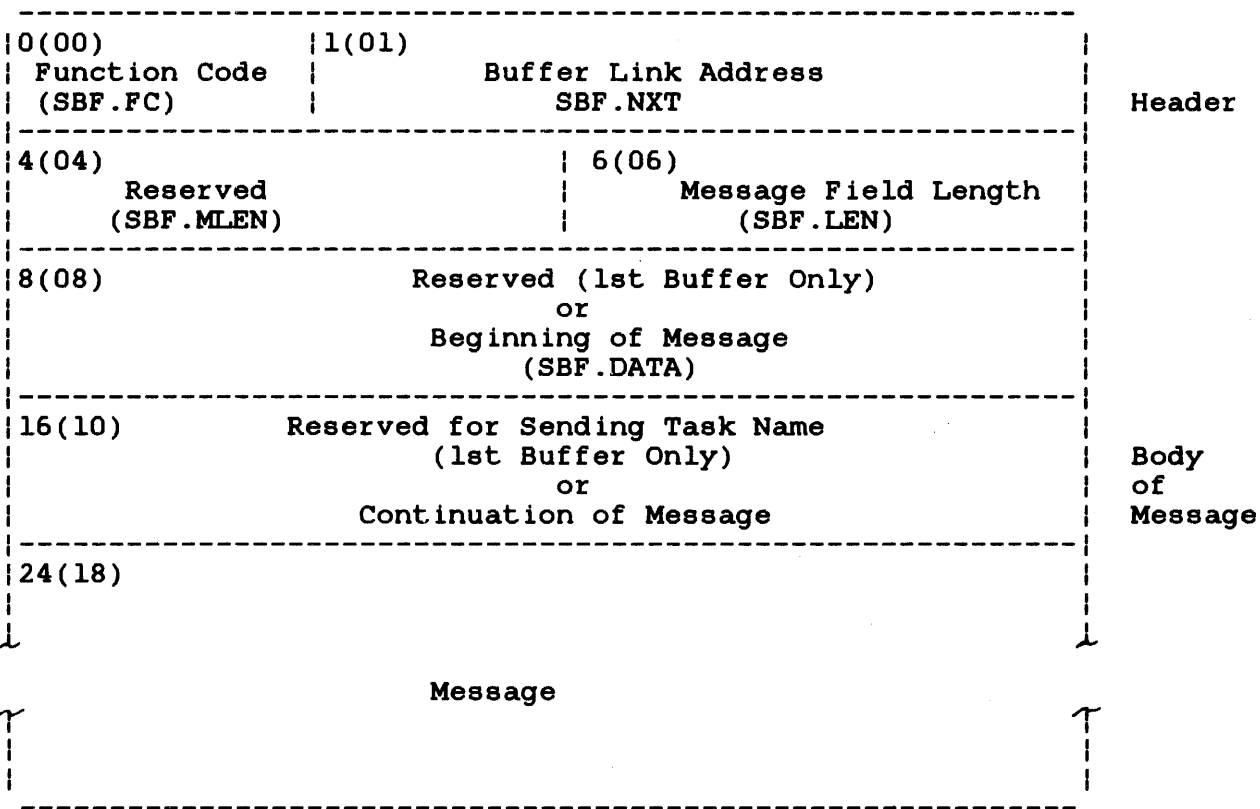 0(00) 1(01)
Function Code Buffer Link Address
(SBF.FC) SBF.NXT Header
4(04) 6(06)
Reserved Message Field Length
(SBF.MLEN) (SBF.LEN)
8(08) Reserved (1st Buffer Only)
or
Beginning of Message
(SBF.DATA)
16(10) Reserved for Sending Task Name
(1st Buffer Only) Body
or of
Continuation of Message Message
24(18)
Message